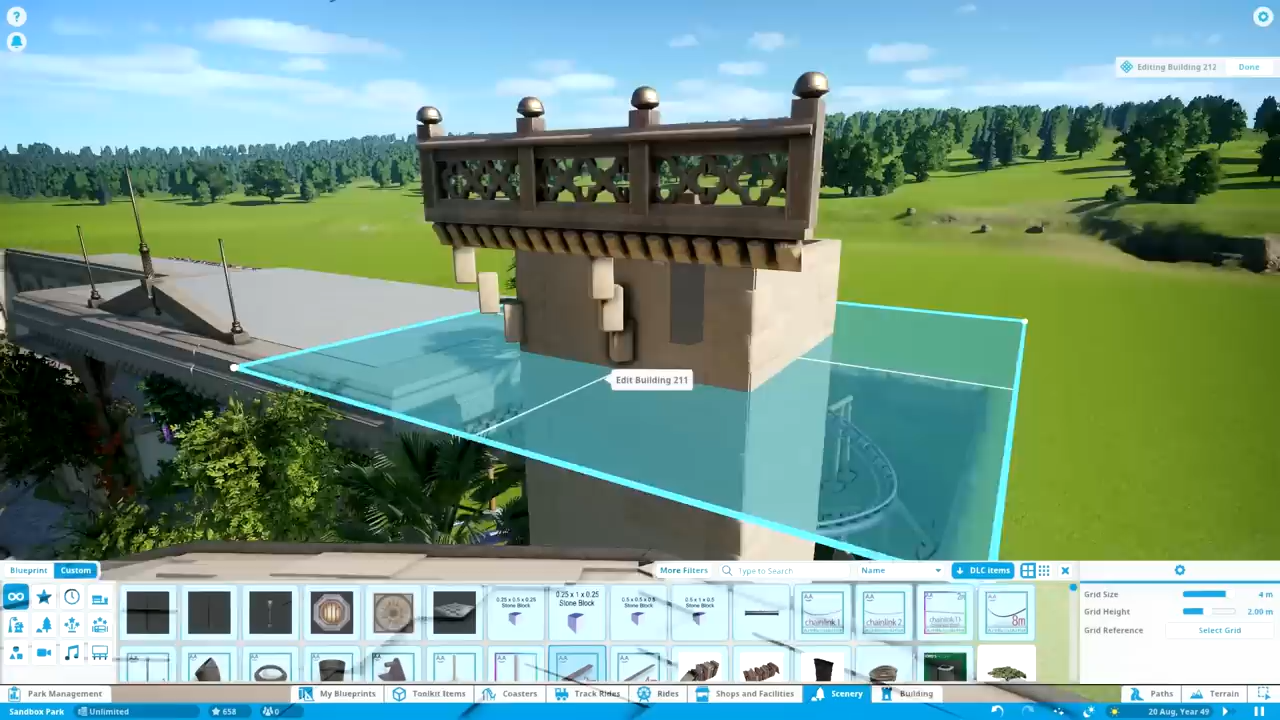 ?
Editing Building 212
Done
Edit Building 211
Blueprint
Custom
More Filters
Type to Search
Name
DLC items
0.25 x 0.5 x 0.25
Stone Block
0.25 x 1 x 0.25
Stone Block
0.5 x 0.5 x 0.5
Stone Block
0.5 x 1 x 0.5
Stone Block
chainlink 1
chainlink 2
chainlink 11
8m
Grid Size
4 m
Grid Height
2.00 m
Grid Reference
Select Grid
Park Management
My Blueprints
Toolkit Items
Coasters
Track Rides
Rides
Shops and Facilities
Scenery
Building
Paths
Terrain
Sandbox Park
Unlimited
658
0
20 Aug, Year 49